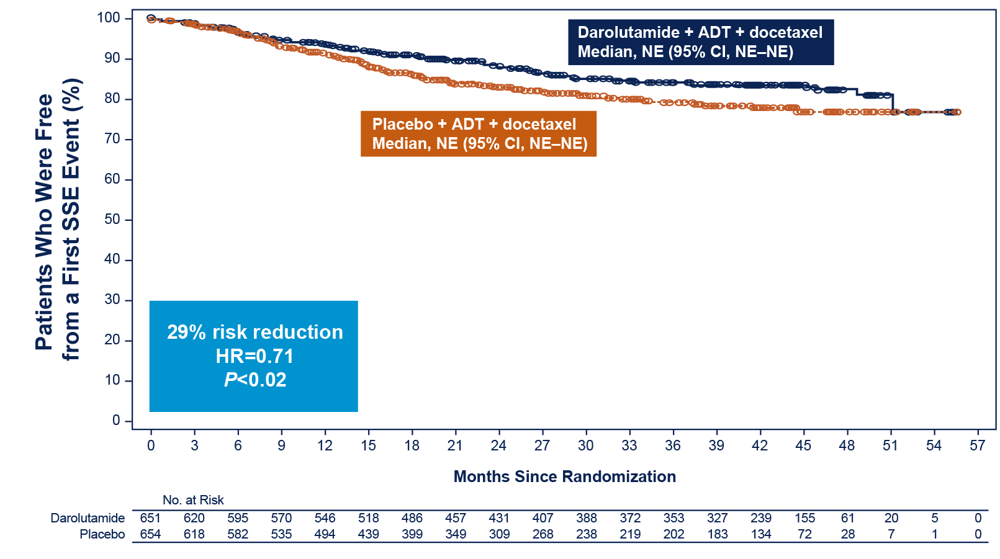 Patients Who Were Free
from a First SSE Event (%)
100
90
80
70
60
50
40
30
20
10
0
Darolutamide + ADT + docetaxel
Median, NE (95% CI, NE–NE)
Placebo + ADT + docetaxel
Median, NE (95% CI, NE–NE)
29% risk reduction
HR=0.71
P<0.02
0 3 6 9 12 15 18 21 24 27 30 33 36 39 42 45 48 51 54 57
Months Since Randomization
No. at Risk
Darolutamide 651 620 595 570 546 518 486 457 431 407 388 372 353 327 239 155 61 20 5 0
Placebo 654 618 582 535 494 439 399 349 309 268 238 219 202 183 134 72 28 7 1 0